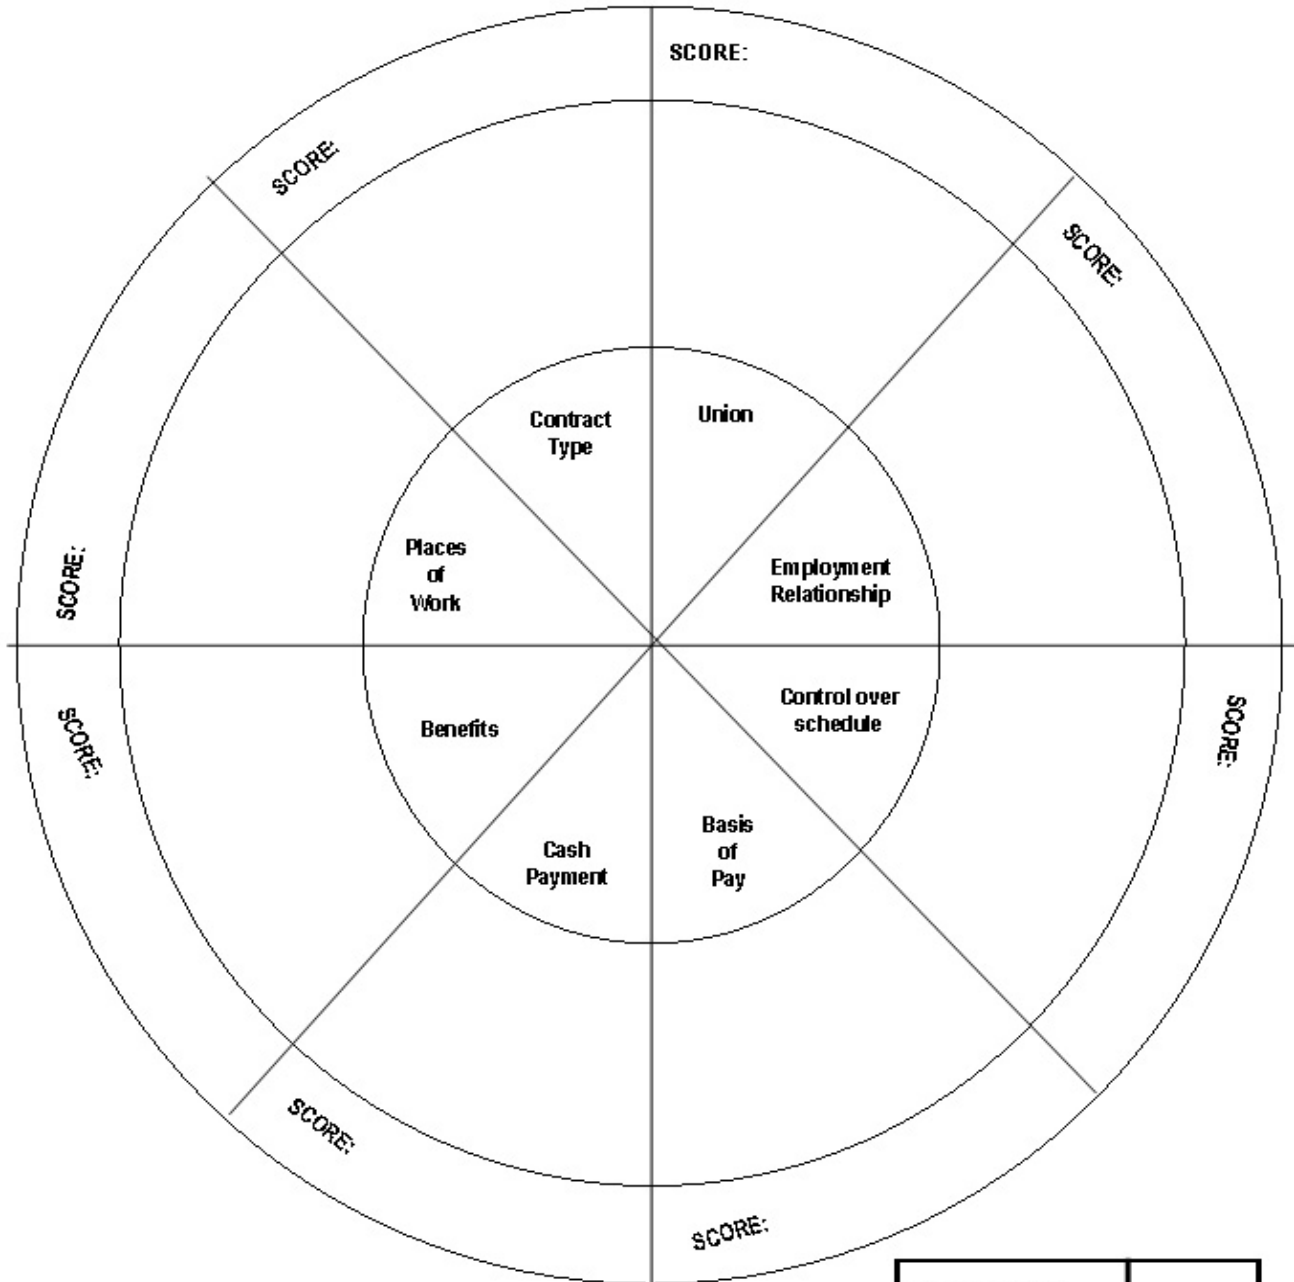 SCORE:
SCORE:
SCORE:
Contract
Type
Union
Places
of
Work
Employment
Relationship
SCORE:
SCORE:
Benefits
Control over
schedule
SCORE:
Cash
Payment
Basis
of
Pay
SCORE:
SCORE: